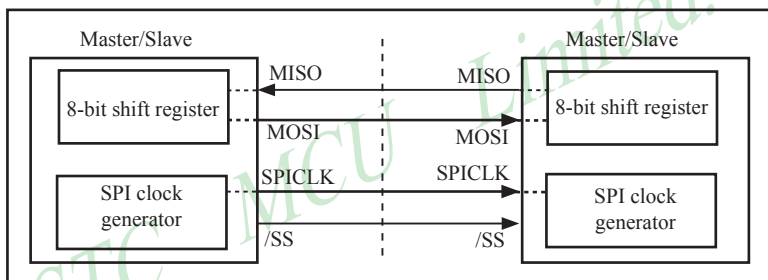 Master/Slave
Master/Slave
MISO
MISO
8-bit shift register
8-bit shift register
MOSI
MOSI
SPICLK
SPICLK
SPI clock
generator
SPI clock
generator
/SS
/SS
STC MCU Limited.